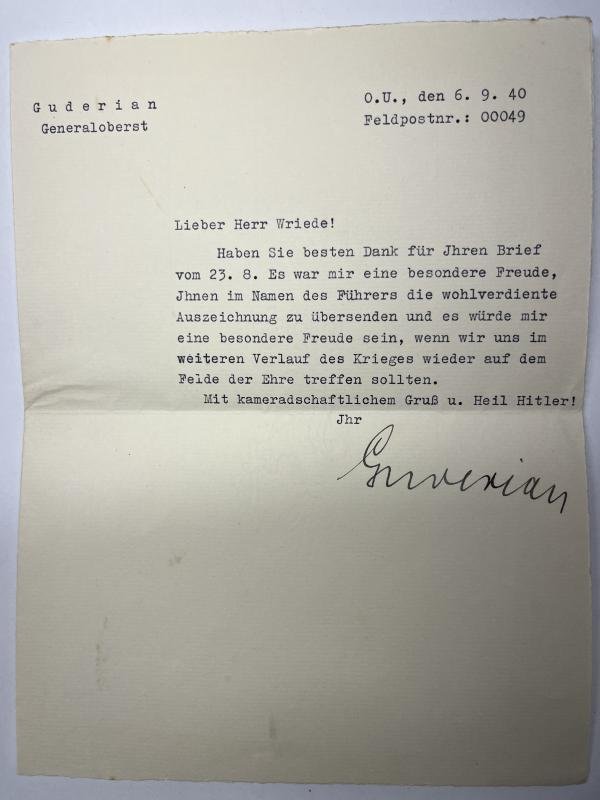 G u d e r i a n
Generaloberst
O.U., den 6. 9. 40
Feldpostnr.: 00049
Lieber Herr Wriede!
Haben Sie besten Dank für Jhren Brief
vom 23. 8. Es war mir eine besondere Freude,
Jhnen im Namen des Führers die wohlverdiente
Auszeichnung zu übersenden und es würde mir
eine besondere Freude sein, wenn wir uns im
weiteren Verlauf des Krieges wieder auf dem
Felde der Ehre treffen sollten.
Mit kameradschaftlichem Gruß u. Heil Hitler!
Jhr
Guderian